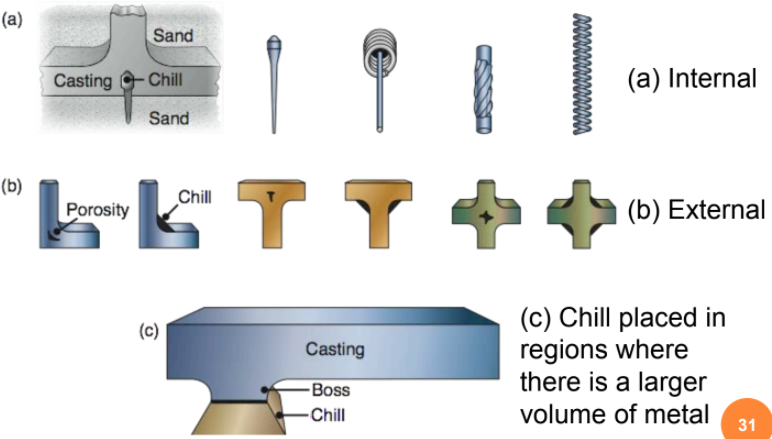 (a)
Sand
Casting
Chill
Sand
(a) Internal
(b)
Porosity
Chill
(b) External
(c)
Casting
Boss
Chill
(c) Chill placed in
regions where
there is a larger
volume of metal
31